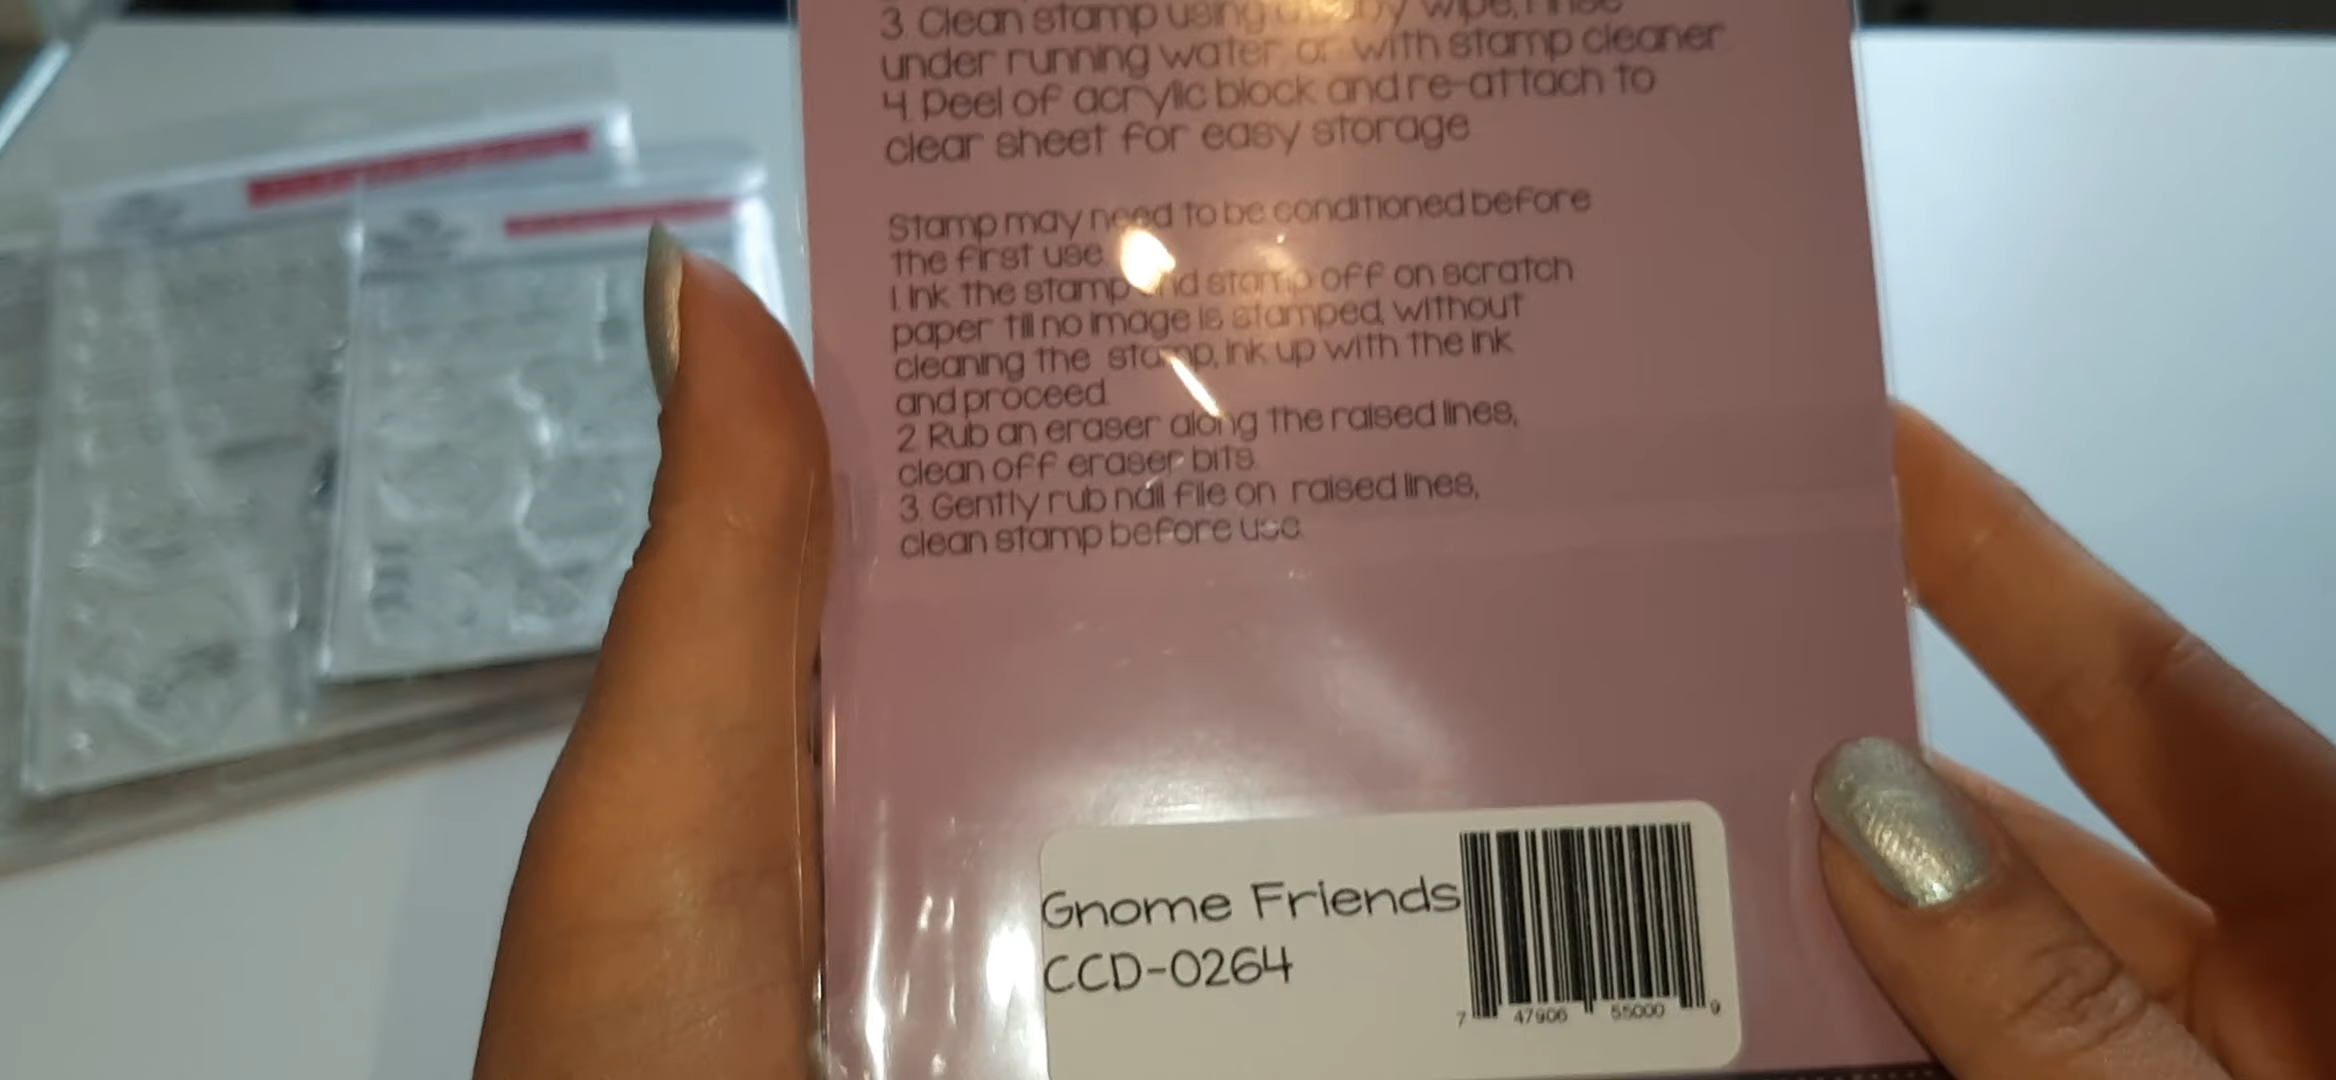 3. Clean stamp using a baby wipe, rinse
under running water, or with stamp cleaner
4. Peel of acrylic block and re-attach to
clear sheet for easy storage
Stamp may need to be conditioned before
the first use.
1. Ink the stamp and stamp off on scratch
paper till no image is stamped, without
cleaning the stamp, ink up with the ink
and proceed.
2. Rub an eraser along the raised lines,
clean off eraser bits.
3. Gently rub nail file on raised lines,
clean stamp before use.
Gnome Friends
CCD-0264
7 47906 55000 9